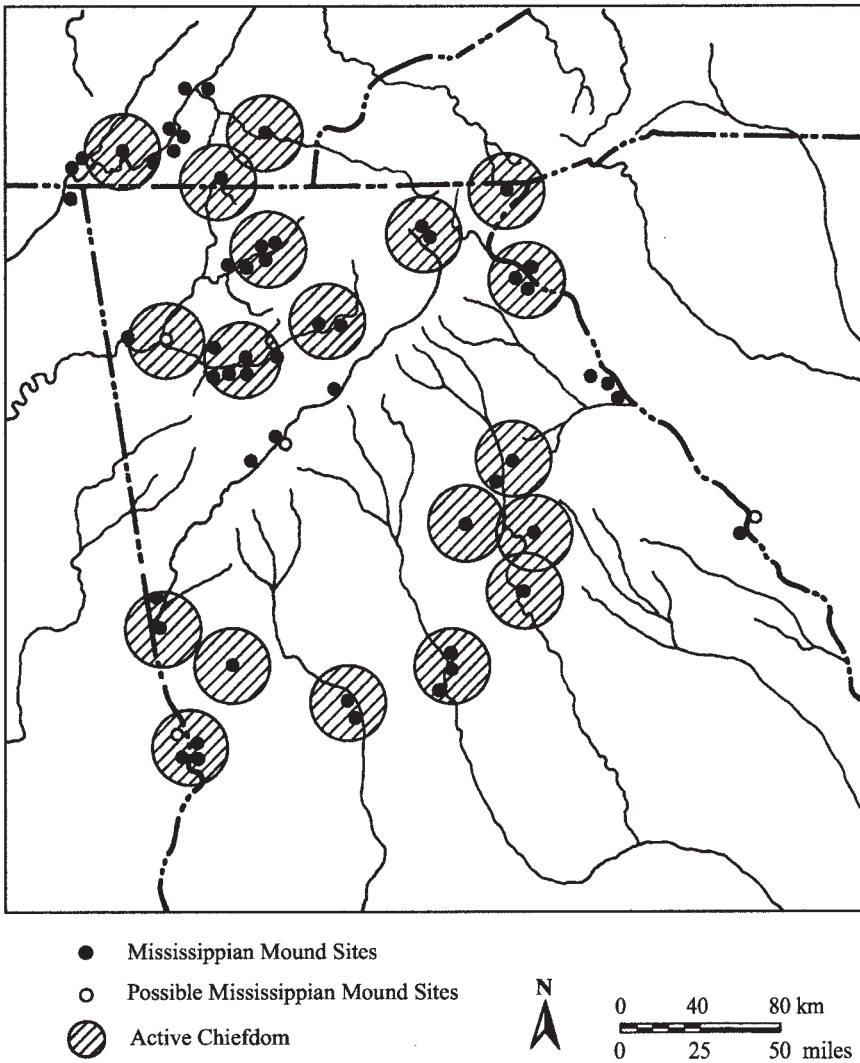 Mississippian Mound Sites
Possible Mississippian Mound Sites
Active Chiefdom
N
0 40 80 km
0 25 50 miles